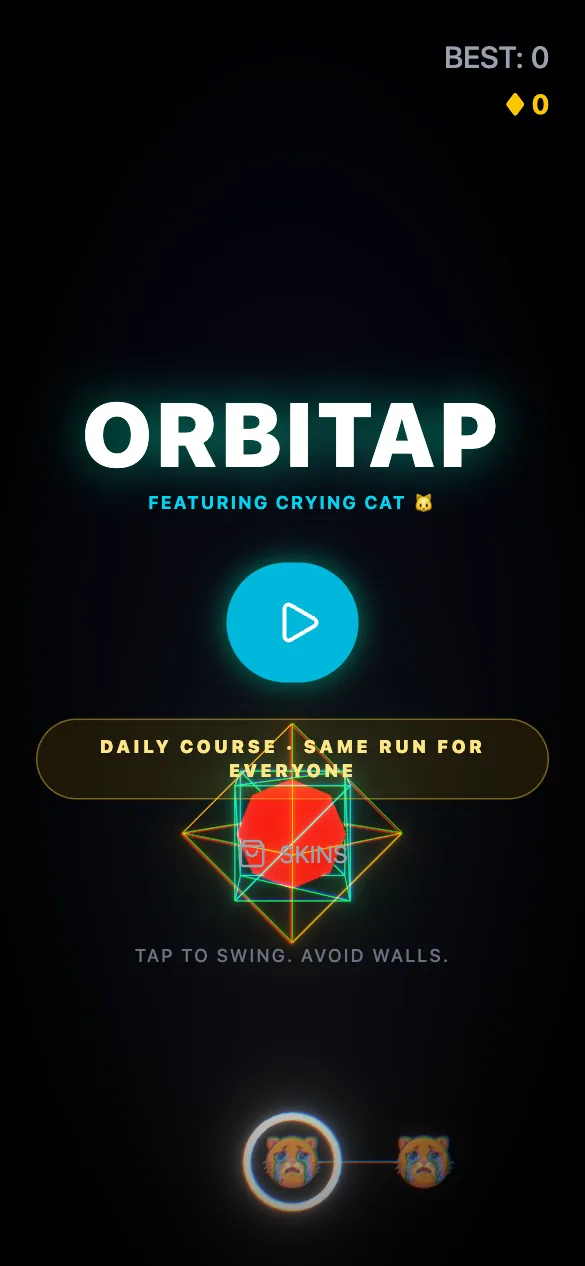 BEST: 0
0
ORBITAP
FEATURING CRYING CAT
DAILY COURSE · SAME RUN FOR
EVERYONE
SKINS
TAP TO SWING. AVOID WALLS.